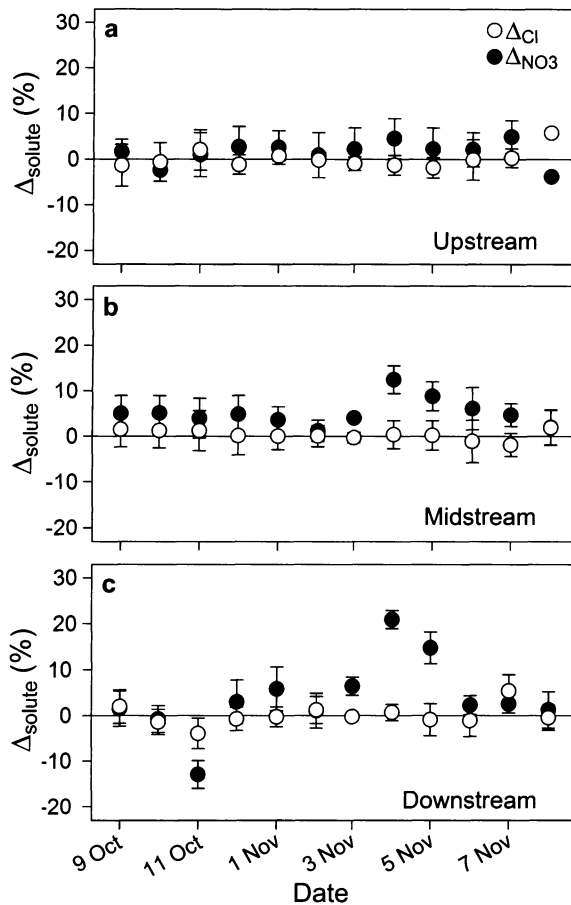 a
ΔCl
ΔNO3
30
20
10
0
-10
-20
Δsolute (%)
Upstream
b
30
20
10
0
-10
-20
Δsolute (%)
Midstream
c
30
20
10
0
-10
-20
Δsolute (%)
Downstream
9 Oct
11 Oct
1 Nov
3 Nov
5 Nov
7 Nov
Date